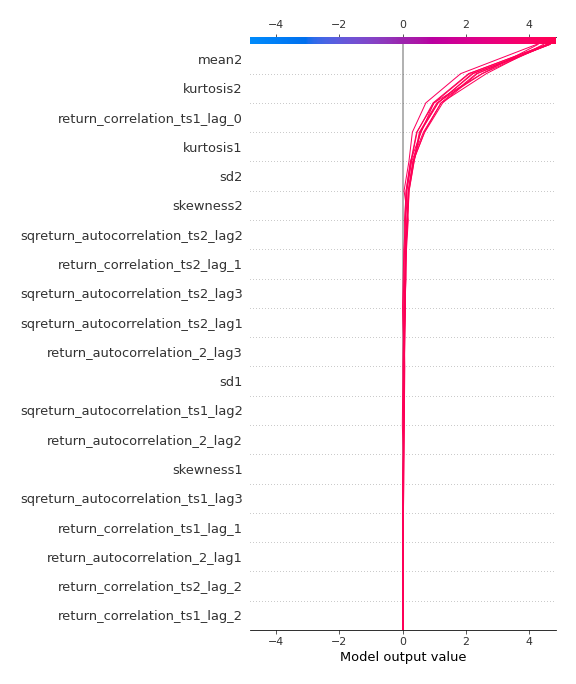 −4 −2 0 2 4
mean2
kurtosis2
return_correlation_ts1_lag_0
kurtosis1
sd2
skewness2
sqreturn_autocorrelation_ts2_lag2
return_correlation_ts2_lag_1
sqreturn_autocorrelation_ts2_lag3
sqreturn_autocorrelation_ts2_lag1
return_autocorrelation_2_lag3
sd1
sqreturn_autocorrelation_ts1_lag2
return_autocorrelation_2_lag2
skewness1
sqreturn_autocorrelation_ts1_lag3
return_correlation_ts1_lag_1
return_autocorrelation_2_lag1
return_correlation_ts2_lag_2
return_correlation_ts1_lag_2
−4 −2 0 2 4
Model output value